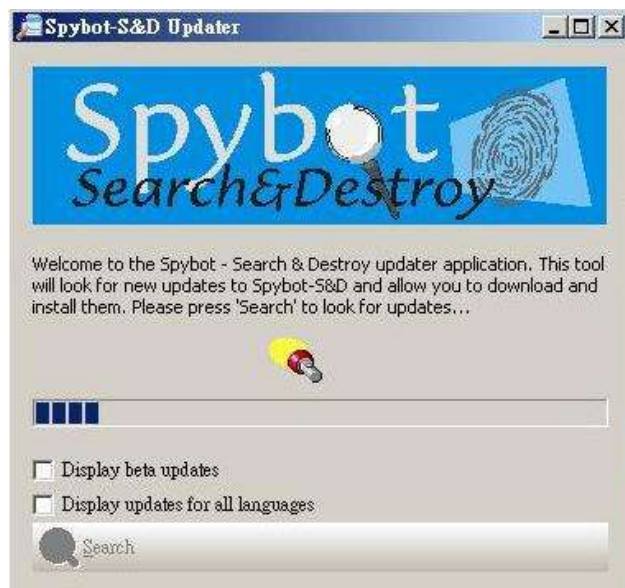 Spybot-S&D Updater
Spybot
Search&Destroy
Welcome to the Spybot - Search & Destroy updater application. This tool
will look for new updates to Spybot-S&D and allow you to download and
install them. Please press 'Search' to look for updates...
Display beta updates
Display updates for all languages
Search